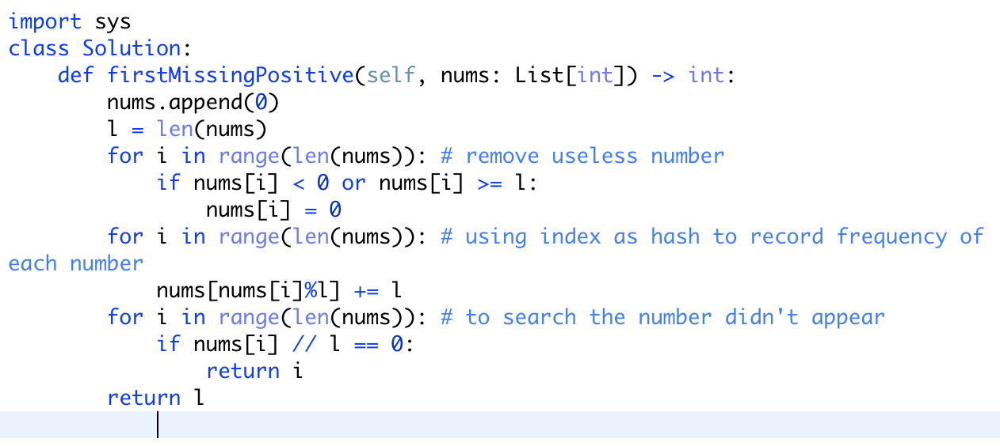 import sys
class Solution:
    def firstMissingPositive(self, nums: List[int]) -> int:
        nums.append(0)
        l = len(nums)
        for i in range(len(nums)): # remove useless number
            if nums[i] < 0 or nums[i] >= l:
                nums[i] = 0
        for i in range(len(nums)): # using index as hash to record frequency of
each number
            nums[nums[i]%l] += l
        for i in range(len(nums)): # to search the number didn't appear
            if nums[i] // l == 0:
                return i
        return l